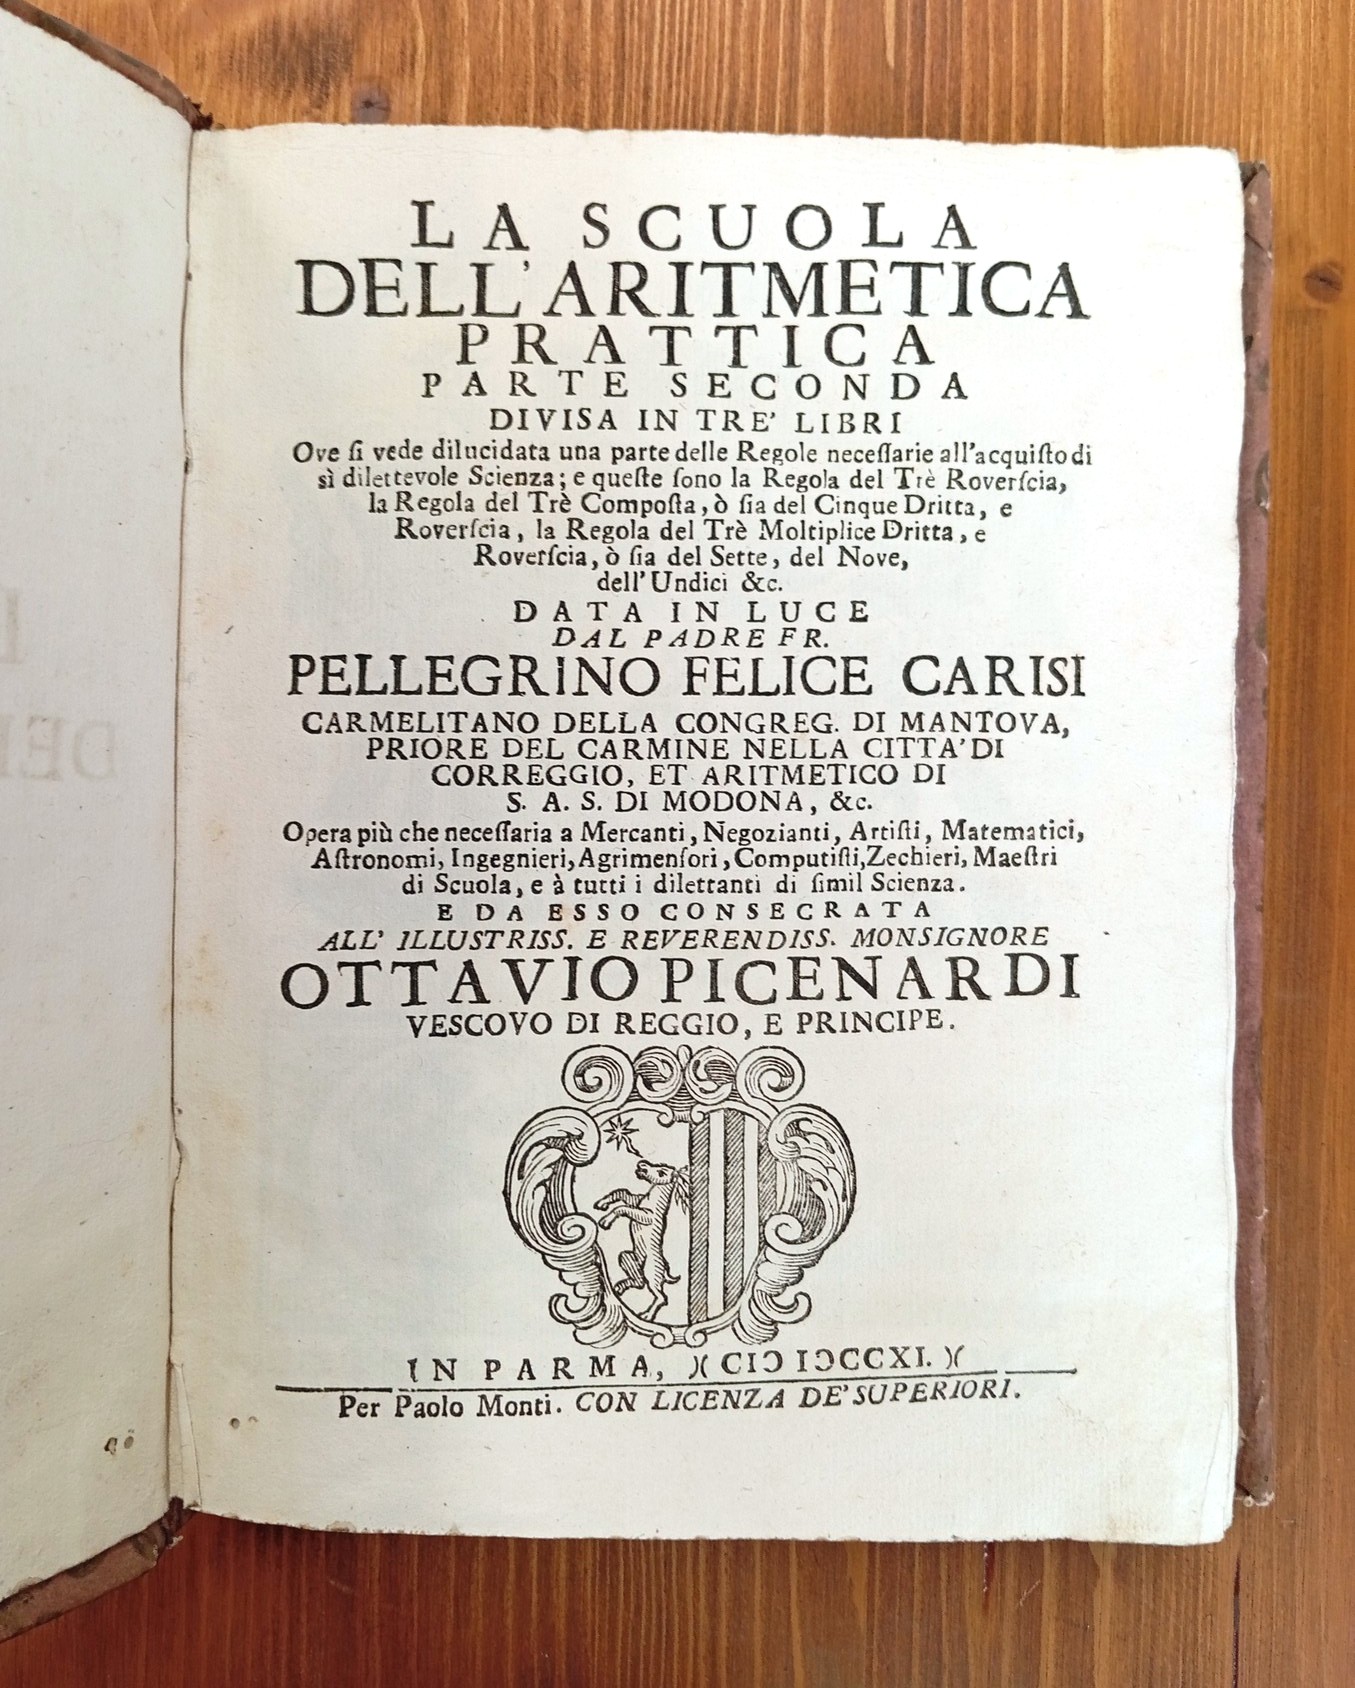 LA SCUOLA
DELL'ARITMETICA
PRATTICA
PARTE SECONDA
DIVISA IN TRE' LIBRI
Ove ſi vede dilucidata una parte delle Regole neceſſarie all'acquiſto di
sì dilettevole Scienza; e queſte ſono la Regola del Trè Roverſcia,
la Regola del Trè Compoſta, ò ſia del Cinque Dritta, e
Roverſcia, la Regola del Trè Moltiplice Dritta, e
Roverſcia, ò ſia del Sette, del Nove,
dell'Undici &c.
DATA IN LUCE
DAL PADRE FR.
PELLEGRINO FELICE CARISI
CARMELITANO DELLA CONGREG. DI MANTOVA,
PRIORE DEL CARMINE NELLA CITTA' DI
CORREGGIO, ET ARITMETICO DI
S. A. S. DI MODONA, &c.
Opera più che neceſſaria a Mercanti, Negozianti, Artiſti, Matematici,
Aſtronomi, Ingegnieri, Agrimenſori, Computiſti, Zechieri, Maeſtri
di Scuola, e à tutti i dilettanti di ſimil Scienza.
E DA ESSO CONSECRATA
ALL' ILLUSTRISS. E REVERENDISS. MONSIGNORE
OTTAVIO PICENARDI
VESCOVO DI REGGIO, E PRINCIPE.
IN PARMA, )( CIↃ IↃCCXI. )(
Per Paolo Monti. CON LICENZA DE' SUPERIORI.